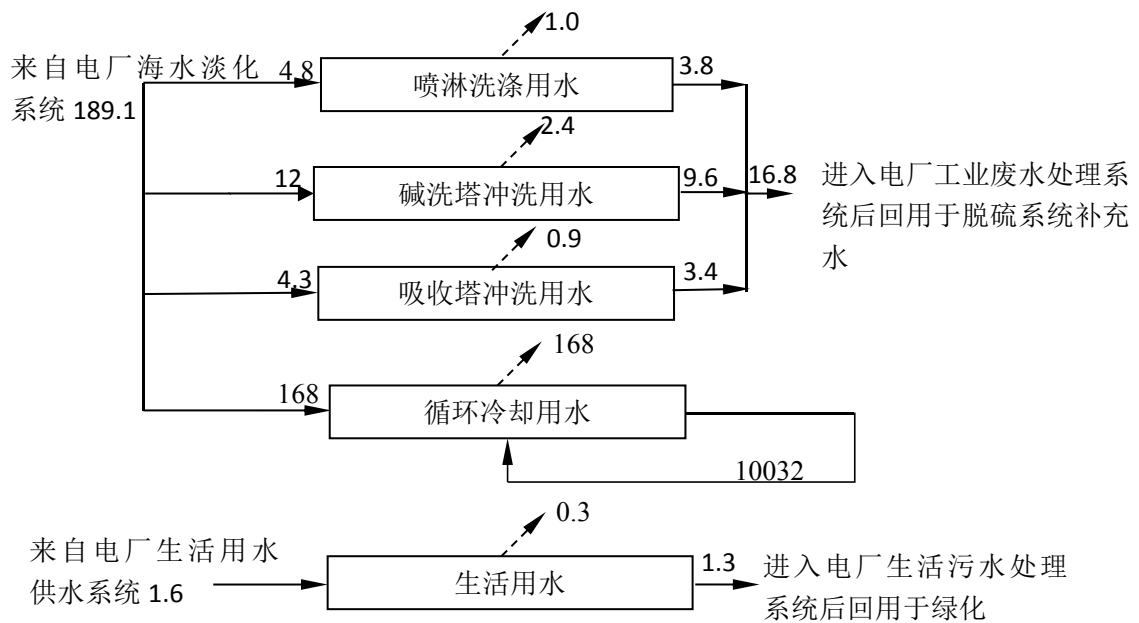 1.0
来自电厂海水淡化
系统 189.1
4.8
喷淋洗涤用水
3.8
2.4
12
碱洗塔冲洗用水
9.6
16.8
进入电厂工业废水处理系
统后回用于脱硫系统补充
水
0.9
4.3
吸收塔冲洗用水
3.4
168
168
循环冷却用水
10032
0.3
来自电厂生活用水
供水系统 1.6
生活用水
1.3
进入电厂生活污水处理
系统后回用于绿化